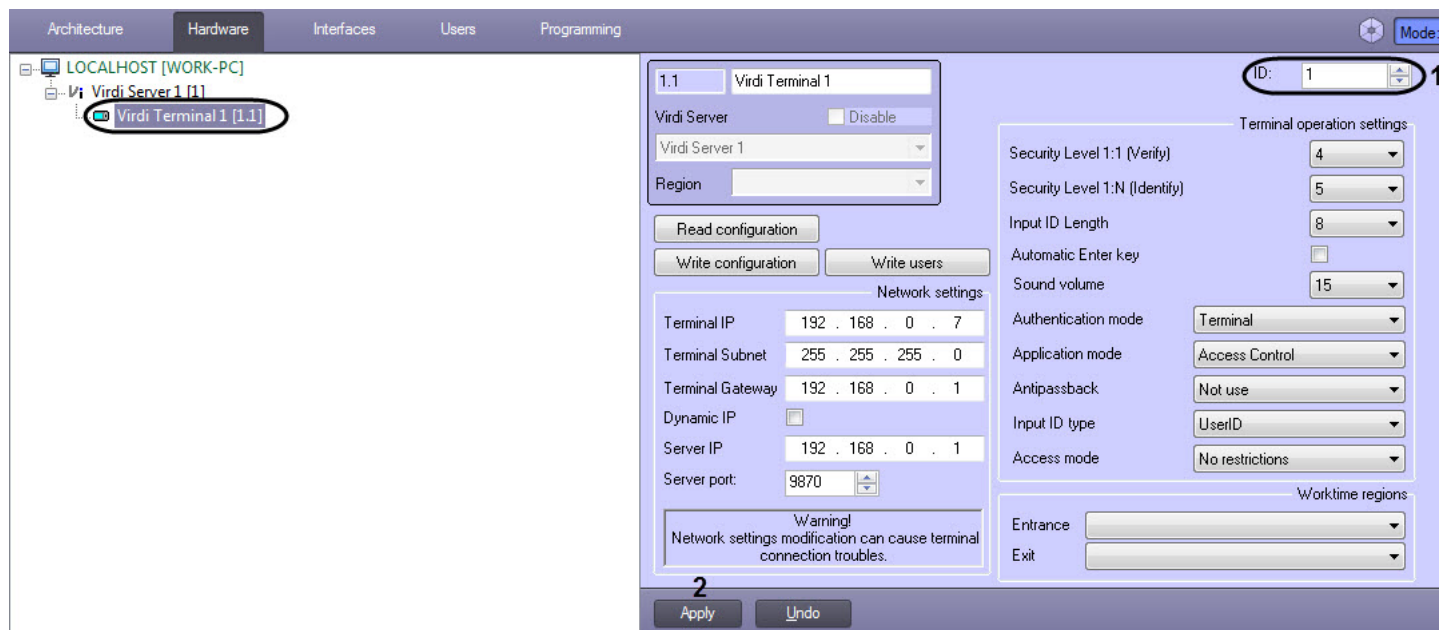 Architecture Hardware Interfaces Users Programming Mode:
LOCALHOST [WORK-PC]
Virdi Server 1 [1]
Virdi Terminal 1 [1.1]
1.1 Virdi Terminal 1
Virdi Server Disable
Virdi Server 1
Region
Read configuration
Write configuration Write users
Network settings
Terminal IP 192 . 168 . 0 . 7
Terminal Subnet 255 . 255 . 255 . 0
Terminal Gateway 192 . 168 . 0 . 1
Dynamic IP
Server IP 192 . 168 . 0 . 1
Server port: 9870
Warning!
Network settings modification can cause terminal
connection troubles.
ID: 1 1
Terminal operation settings
Security Level 1:1 (Verify) 4
Security Level 1:N (Identify) 5
Input ID Length 8
Automatic Enter key
Sound volume 15
Authentication mode Terminal
Application mode Access Control
Antipassback Not use
Input ID type UserID
Access mode No restrictions
Worktime regions
Entrance
Exit
2
Apply Undo